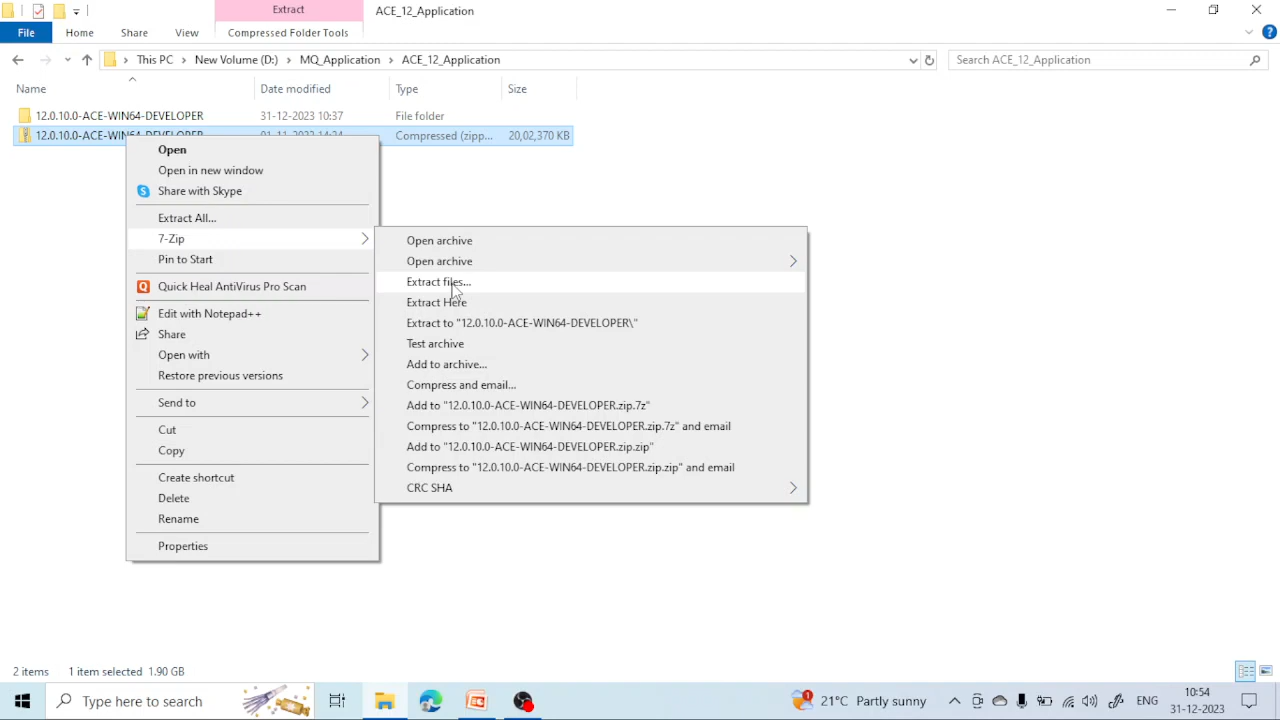 Extract
ACE_12_Application
File
Home
Share
View
Compressed Folder Tools
This PC
New Volume (D:)
MQ_Application
ACE_12_Application
Search ACE_12_Application
Name
Date modified
Type
Size
12.0.10.0-ACE-WIN64-DEVELOPER
31-12-2023 10:37
File folder
12.0.10.0-ACE-WIN64-DEVELOPER
01-11-2023 14:24
Compressed (zipp...
20,02,370 KB
Open
Open in new window
Share with Skype
Extract All...
7-Zip
Pin to Start
Quick Heal AntiVirus Pro Scan
Edit with Notepad++
Share
Open with
Restore previous versions
Send to
Cut
Copy
Create shortcut
Delete
Rename
Properties
Open archive
Open archive
Extract files...
Extract Here
Extract to "12.0.10.0-ACE-WIN64-DEVELOPER\"
Test archive
Add to archive...
Compress and email...
Add to "12.0.10.0-ACE-WIN64-DEVELOPER.zip.7z"
Compress to "12.0.10.0-ACE-WIN64-DEVELOPER.zip.7z" and email
Add to "12.0.10.0-ACE-WIN64-DEVELOPER.zip.zip"
Compress to "12.0.10.0-ACE-WIN64-DEVELOPER.zip.zip" and email
CRC SHA
2 items
1 item selected 1.90 GB
Type here to search
1
21°C Partly sunny
ENG
10:54
31-12-2023